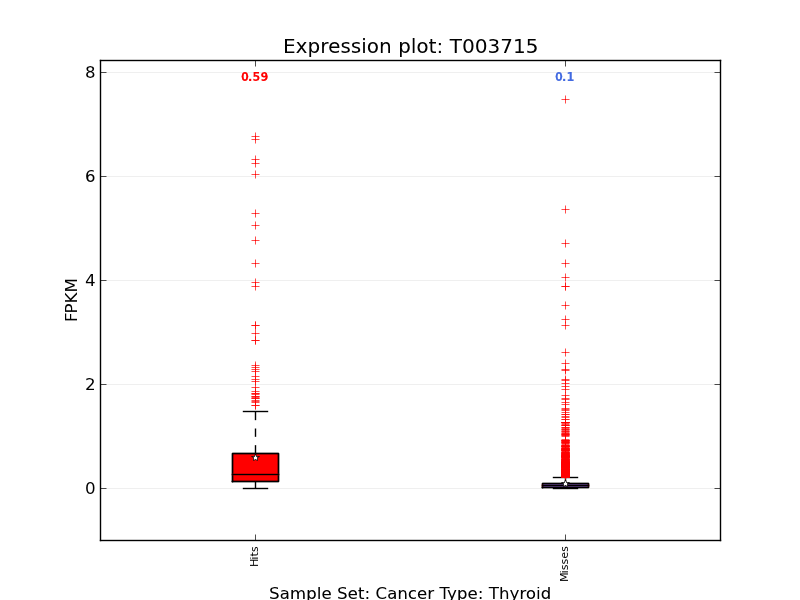 Expression plot: T003715
0.59
0.1
8
6
4
2
0
FPKM
Hits
Misses
Sample Set: Cancer Type: Thyroid